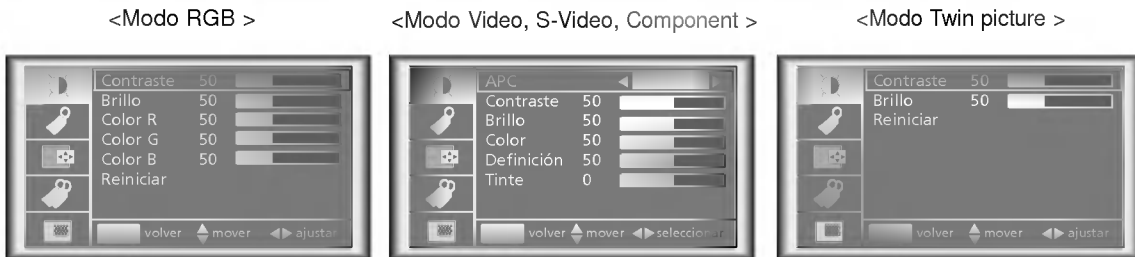 <Modo RGB >
Contraste 50
Brillo 50
Color R 50
Color G 50
Color B 50
Reiniciar
volver mover ajustar
<Modo Video, S-Video, Component >
APC
Contraste 50
Brillo 50
Color 50
Definición 50
Tinte 0
volver mover seleccionar
<Modo Twin picture >
Contraste 50
Brillo 50
Reiniciar
volver mover ajustar